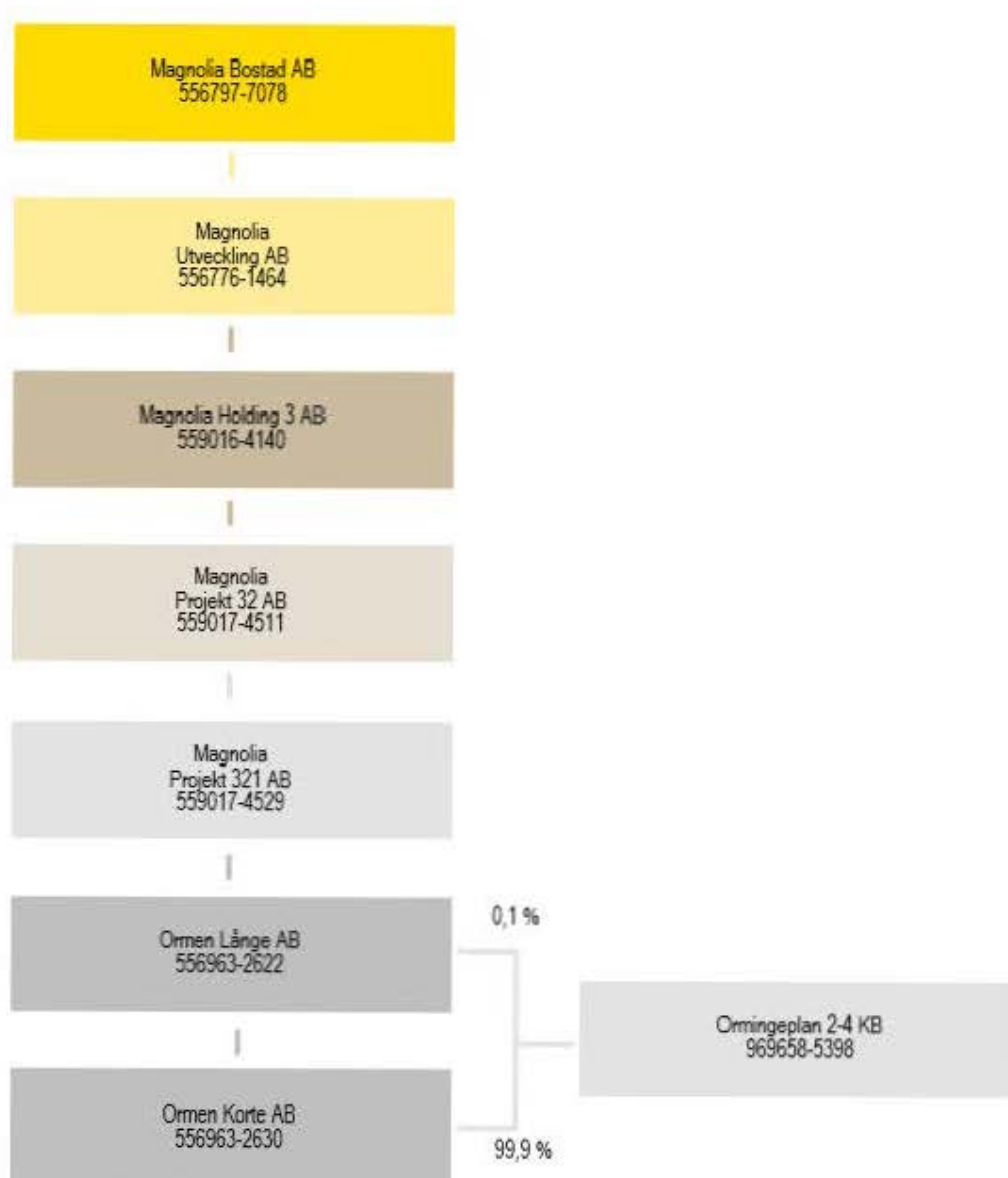 Magnolia Bostad AB
556797-7078
Magnolia
Utveckling AB
556776-1464
Magnolia Holding 3 AB
559016-4140
Magnolia
Projekt 32 AB
559017-4511
Magnolia
Projekt 321 AB
559017-4529
Ormen Långe AB
556963-2622
0,1 %
Ormingeplan 2-4 KB
969658-5398
Ormen Korte AB
556963-2630
99,9 %